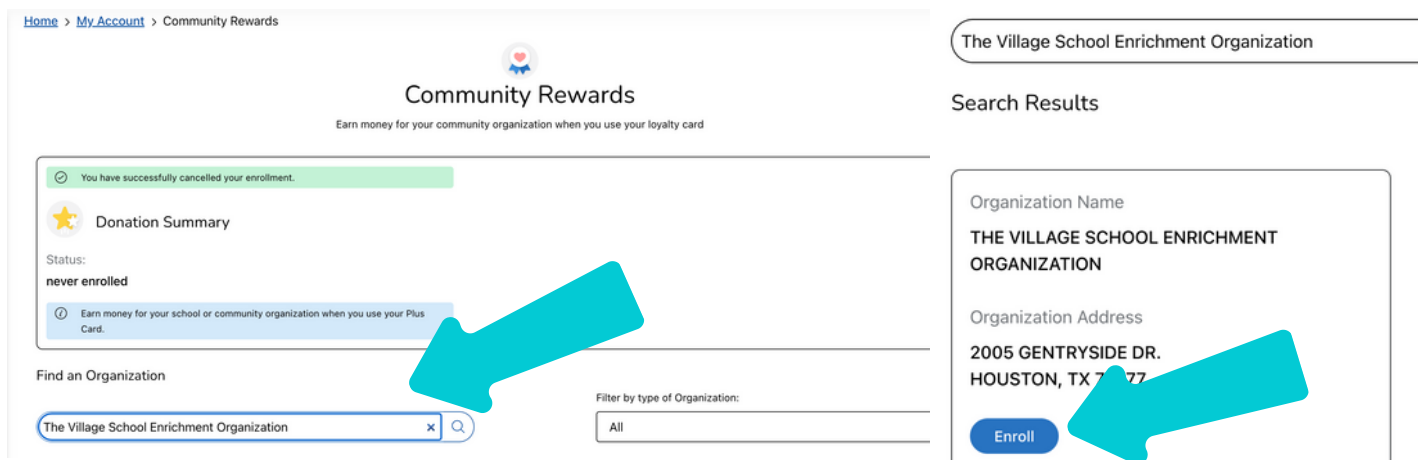 Home > My Account > Community Rewards
Community Rewards
Earn money for your community organization when you use your loyalty card
You have successfully cancelled your enrollment.
Donation Summary
Status:
never enrolled
Earn money for your school or community organization when you use your Plus
Card.
Find an Organization
The Village School Enrichment Organization
Filter by type of Organization:
All
The Village School Enrichment Organization
Search Results
Organization Name
THE VILLAGE SCHOOL ENRICHMENT
ORGANIZATION
Organization Address
2005 GENTRYSIDE DR.
HOUSTON, TX
Enroll